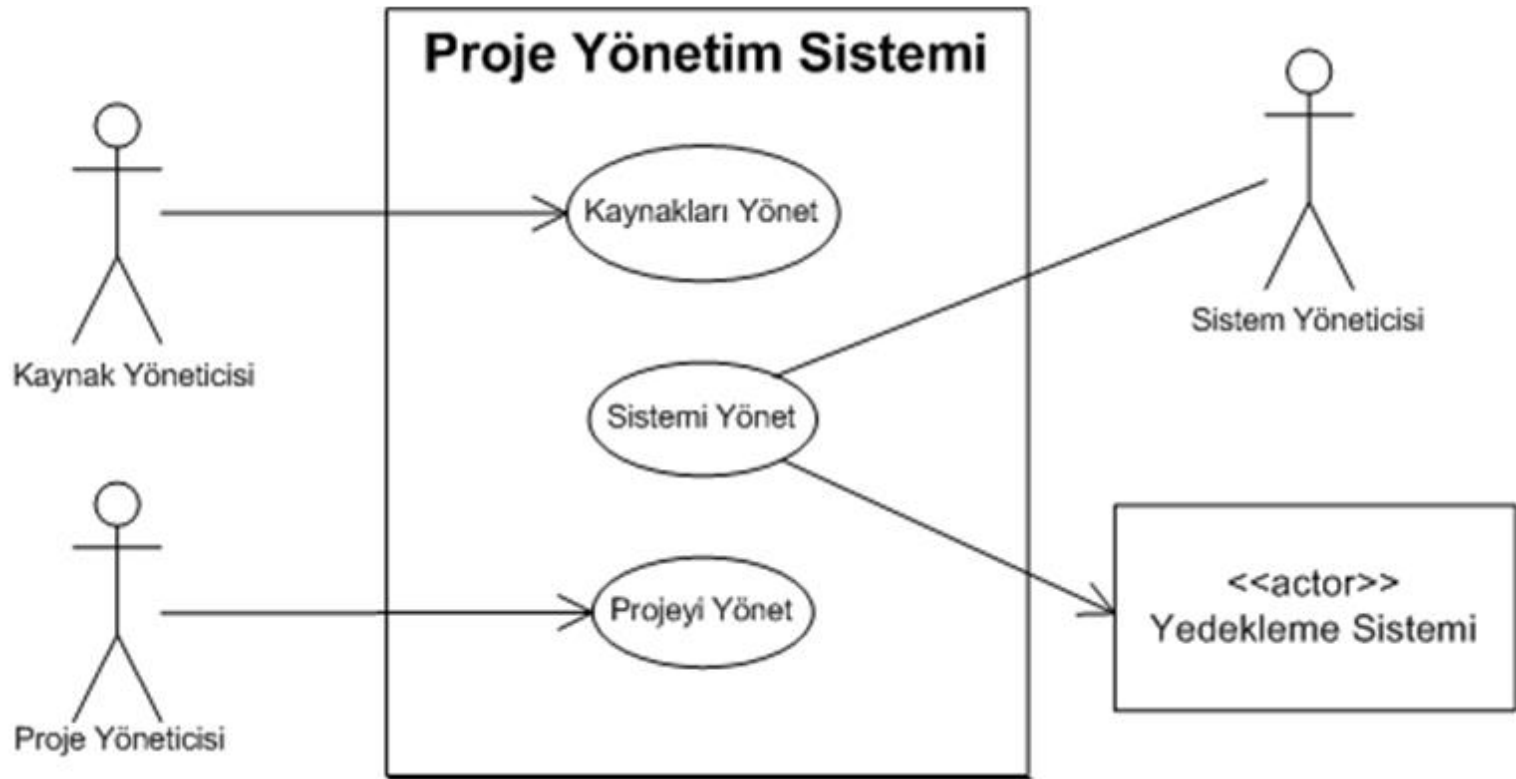 Proje Yönetim Sistemi
Kaynakları Yönet
Kaynak Yöneticisi
Sistem Yöneticisi
Sistemi Yönet
<<actor>>
Yedekleme Sistemi
Projeyi Yönet
Proje Yöneticisi